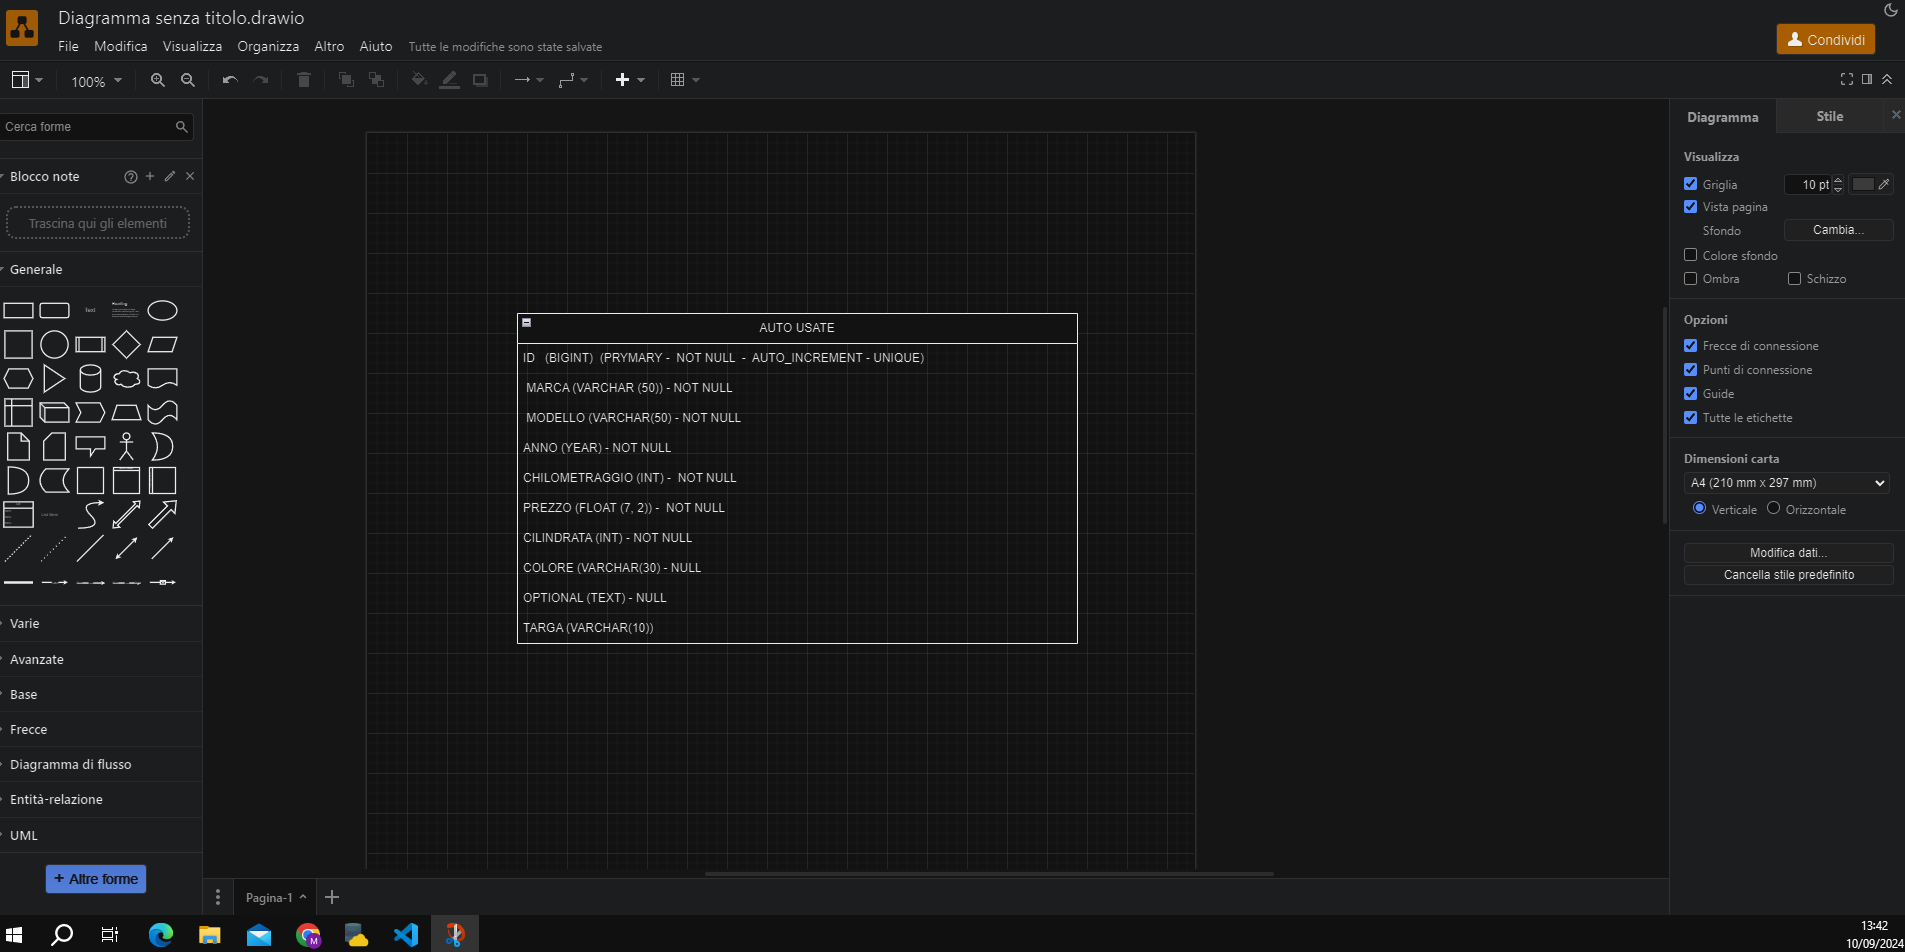 Diagramma senza titolo.drawio
File Modifica Visualizza Organizza Altro Aiuto Tutte le modifiche sono state salvate
Condividi
100%
Cerca forme
Blocco note
Trascina qui gli elementi
Generale
Text
Heading
Varie
Avanzate
Base
Frecce
Diagramma di flusso
Entità-relazione
UML
+ Altre forme
AUTO USATE
ID (BIGINT) (PRYMARY - NOT NULL - AUTO_INCREMENT - UNIQUE)
MARCA (VARCHAR (50)) - NOT NULL
MODELLO (VARCHAR(50) - NOT NULL
ANNO (YEAR) - NOT NULL
CHILOMETRAGGIO (INT) - NOT NULL
PREZZO (FLOAT (7, 2)) - NOT NULL
CILINDRATA (INT) - NOT NULL
COLORE (VARCHAR(30) - NULL
OPTIONAL (TEXT) - NULL
TARGA (VARCHAR(10))
Pagina-1
Diagramma Stile
Visualizza
Griglia 10 pt
Vista pagina
Sfondo Cambia...
Colore sfondo
Ombra Schizzo
Opzioni
Frecce di connessione
Punti di connessione
Guide
Tutte le etichette
Dimensioni carta
A4 (210 mm x 297 mm)
Verticale Orizzontale
Modifica dati...
Cancella stile predefinito
M
13:42
10/09/2024